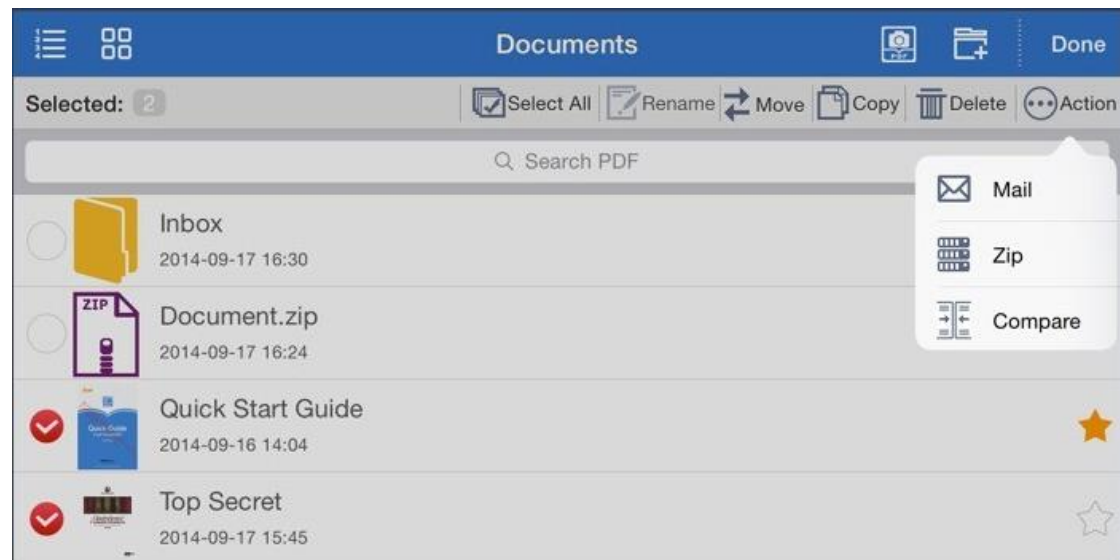 Documents
Done
Selected: 2
Select All Rename Move Copy Delete Action
Search PDF
Mail
Zip
Compare
Inbox
2014-09-17 16:30
ZIP
Document.zip
2014-09-17 16:24
Quick Start Guide
2014-09-16 14:04
Top Secret
2014-09-17 15:45